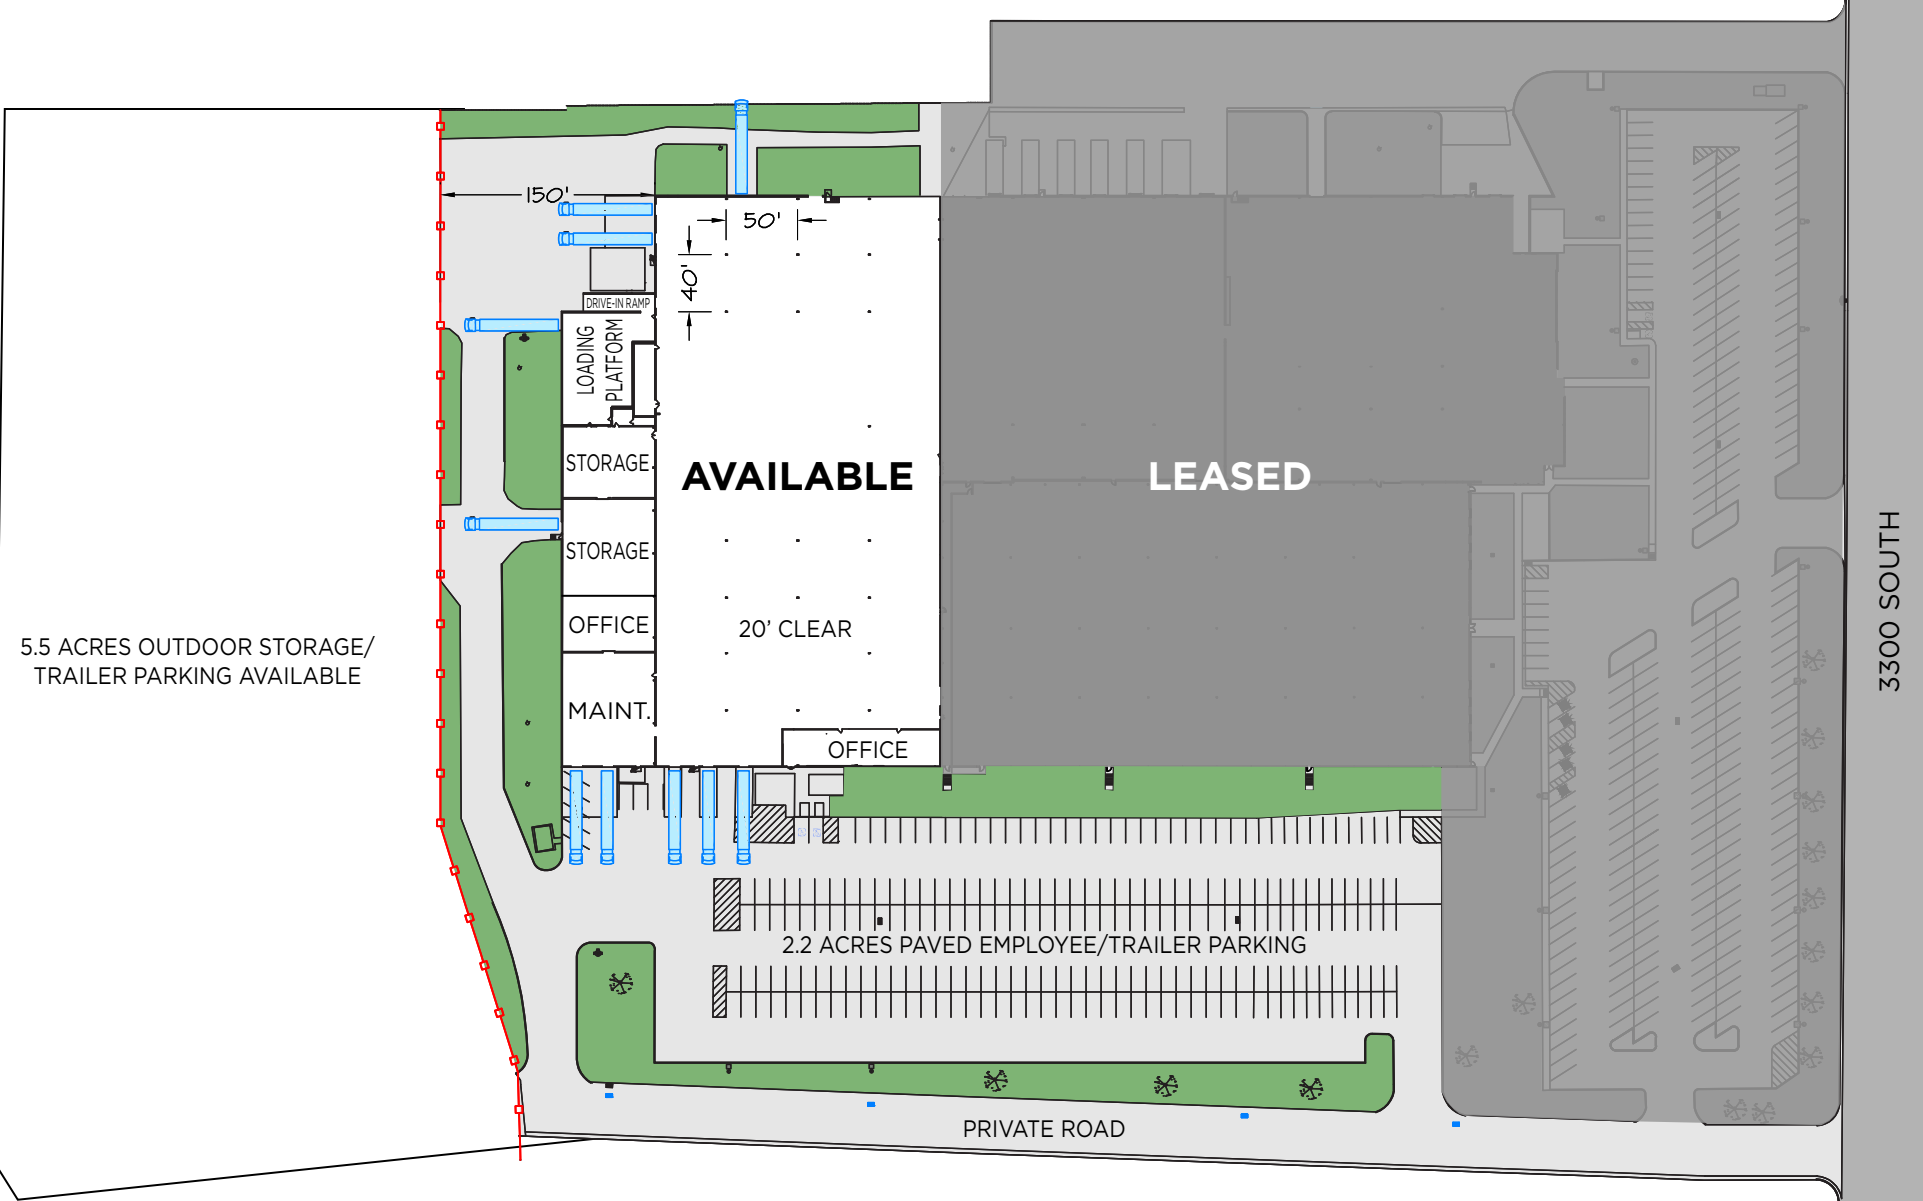 150'
50'
40'
DRIVE-IN RAMP
LOADING
PLATFORM
STORAGE
AVAILABLE
LEASED
STORAGE
OFFICE
20’ CLEAR
5.5 ACRES OUTDOOR STORAGE/
TRAILER PARKING AVAILABLE
MAINT.
OFFICE
3300 SOUTH
2.2 ACRES PAVED EMPLOYEE/TRAILER PARKING
PRIVATE ROAD